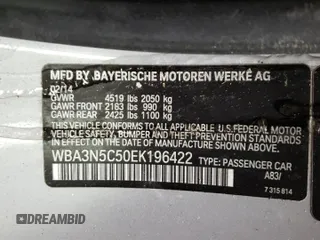 MFD BY .BAYERISCHE MOTOREN WERKE AG
02/14
GVWR 4519 lbs 2050 kg
GAWR FRONT 2183 lbs 990 kg
GAWR REAR 2425 lbs 1100 kg
THIS VEHICLE CONFORMS TO ALL APPLICABLE U.S. FEDERAL MOTOR
VEHICLE SAFETY, BUMPER, AND THEFT PREVENTION STANDARDS
IN EFFECT ON THE DATE OF MANUFACTURE SHOWN ABOVE.
WBA3N5C50EK196422 TYPE: PASSENGER CAR
A83/
7 315 814
DREAMBID